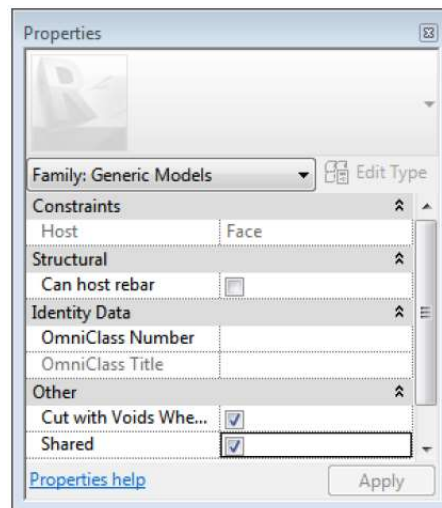 Properties
R
Family: Generic Models Edit Type
Constraints
Host Face
Structural
Can host rebar
Identity Data
OmniClass Number
OmniClass Title
Other
Cut with Voids Whe...
Shared
Properties help Apply